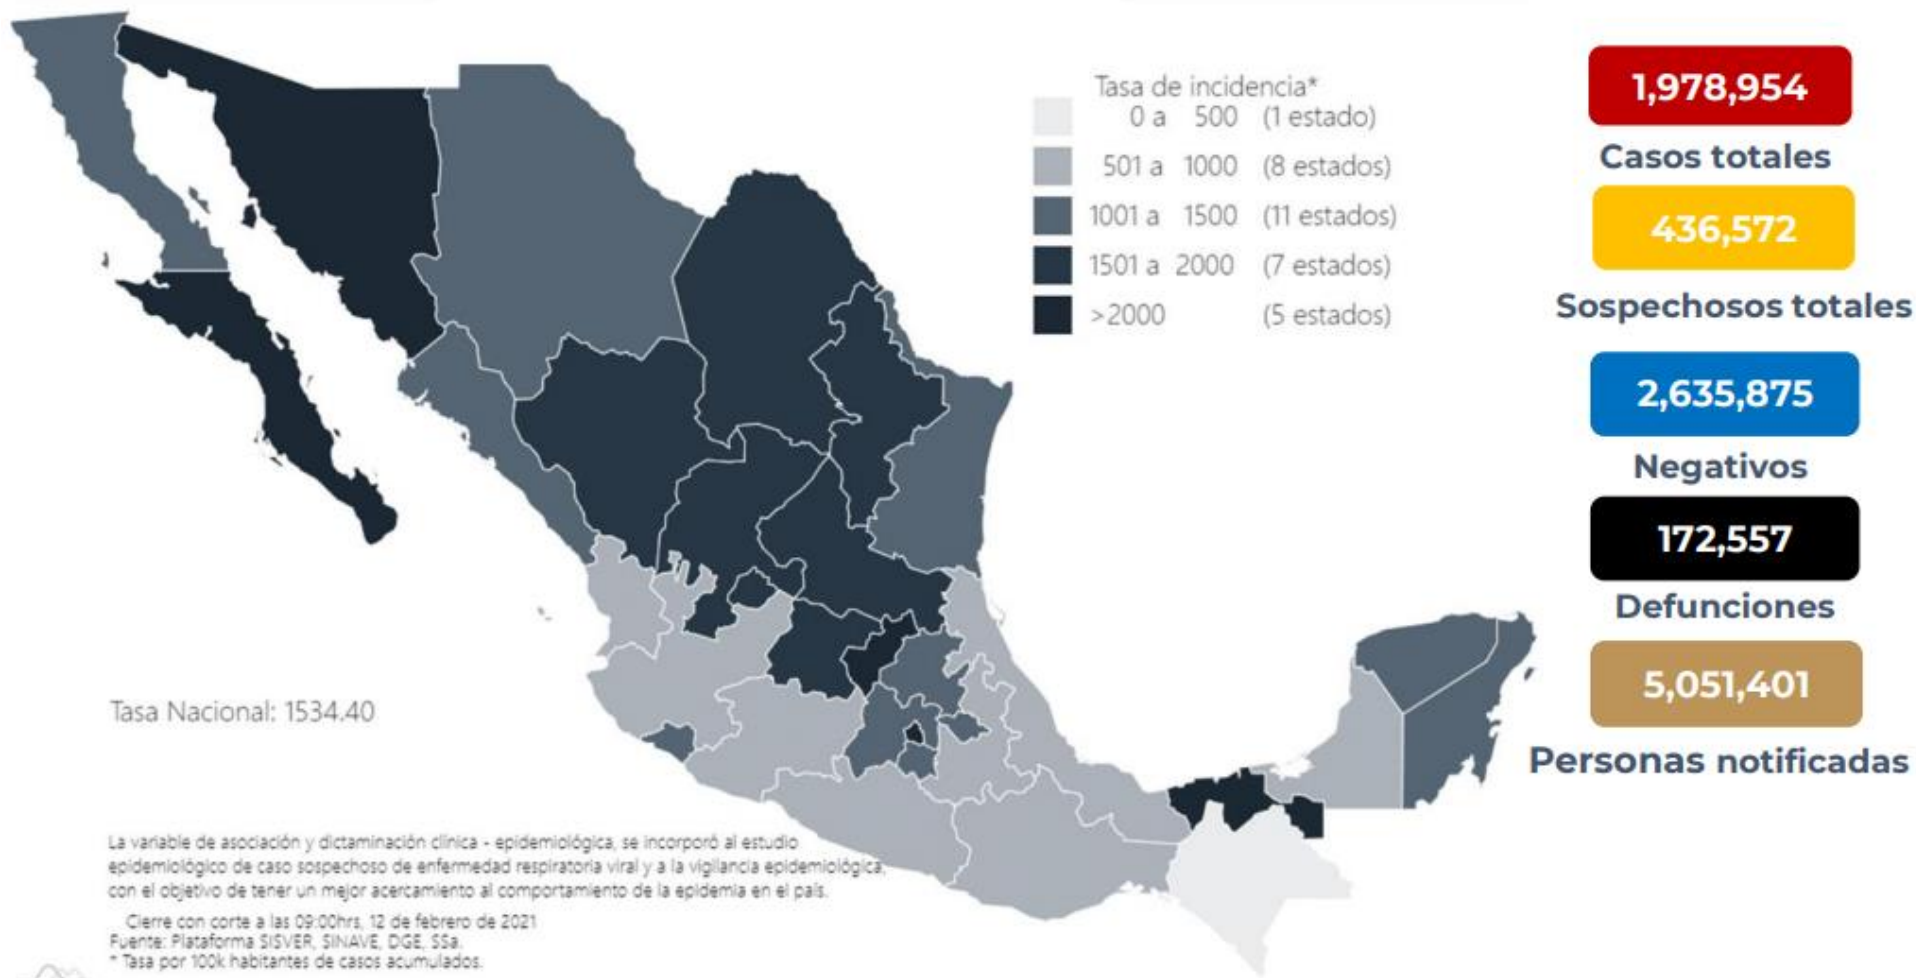 Tasa de incidencia*
0 a 500 (1 estado)
501 a 1000 (8 estados)
1001 a 1500 (11 estados)
1501 a 2000 (7 estados)
>2000 (5 estados)
1,978,954
Casos totales
436,572
Sospechosos totales
2,635,875
Negativos
172,557
Defunciones
5,051,401
Personas notificadas
Tasa Nacional: 1534.40
La variable de asociación y dictaminación clínica - epidemiológica, se incorporó al estudio
epidemiológico de caso sospechoso de enfermedad respiratoria viral y a la vigilancia epidemiológica,
con el objetivo de tener un mejor acercamiento al comportamiento de la epidemia en el país.
Cierre con corte a las 09:00hrs, 12 de febrero de 2021
Fuente: Plataforma SISVER, SINAVE, DGE, SSa.
* Tasa por 100k habitantes de casos acumulados.